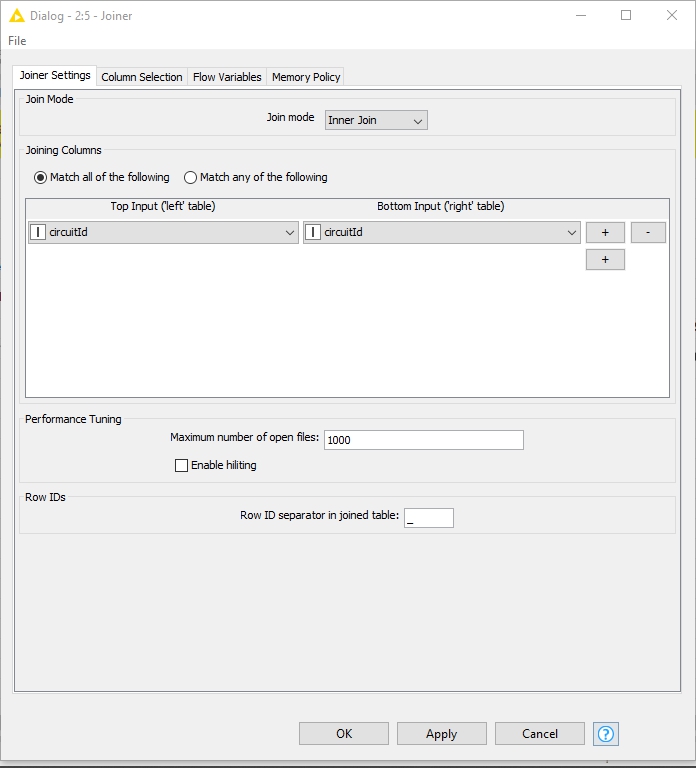 Dialog - 2:5 - Joiner
File
Joiner Settings Column Selection Flow Variables Memory Policy
Join Mode
Join mode Inner Join
Joining Columns
Match all of the following Match any of the following
Top Input ('left' table) Bottom Input ('right' table)
I circuitId I circuitId + -
+
Performance Tuning
Maximum number of open files: 1000
Enable hiliting
Row IDs
Row ID separator in joined table: _
OK Apply Cancel ?